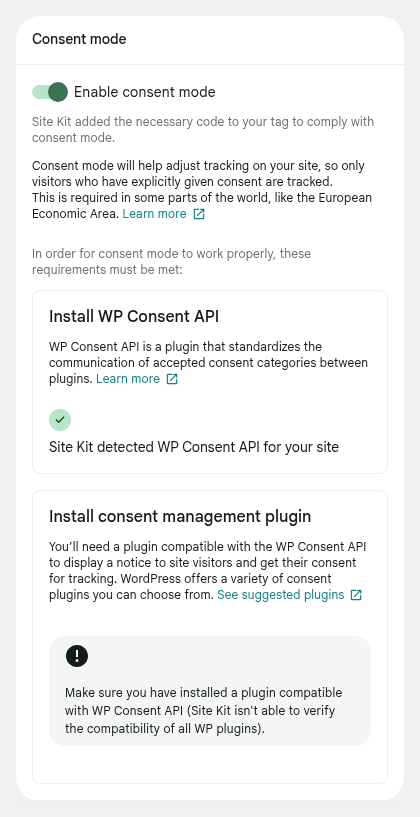 Consent mode
Enable consent mode
Site Kit added the necessary code to your tag to comply with
consent mode.
Consent mode will help adjust tracking on your site, so only
visitors who have explicitly given consent are tracked.
This is required in some parts of the world, like the European
Economic Area. Learn more
In order for consent mode to work properly, these
requirements must be met:
Install WP Consent API
WP Consent API is a plugin that standardizes the
communication of accepted consent categories between
plugins. Learn more
Site Kit detected WP Consent API for your site
Install consent management plugin
You’ll need a plugin compatible with the WP Consent API
to display a notice to site visitors and get their consent
for tracking. WordPress offers a variety of consent
plugins you can choose from. See suggested plugins
Make sure you have installed a plugin compatible
with WP Consent API (Site Kit isn't able to verify
the compatibility of all WP plugins).